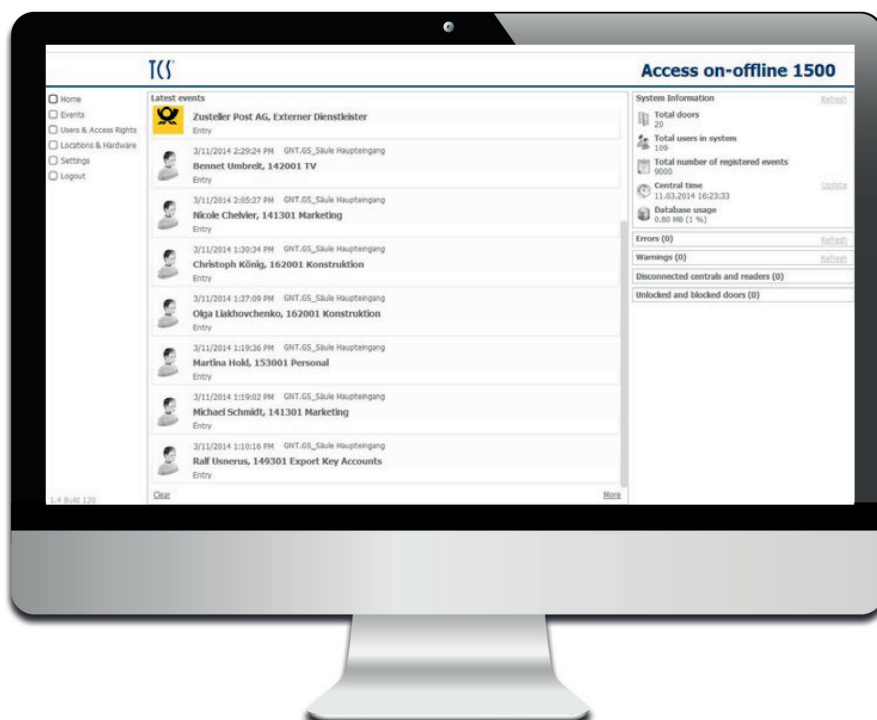 TCS
Access on-offline 1500
Home
Events
Users & Access Rights
Locations & Hardware
Settings
Logout
1.4 Build 130
Latest events
Zusteller Post AG, Externer Dienstleister
Entry
3/11/2014 2:29:24 PM GNT.GS_Säule Haupteingang
Bennet Umbreit, 142001 TV
Entry
3/11/2014 2:05:27 PM GNT.GS_Säule Haupteingang
Nicole Chelvier, 141301 Marketing
Entry
3/11/2014 1:30:34 PM GNT.GS_Säule Haupteingang
Christoph König, 162001 Konstruktion
Entry
3/11/2014 1:27:09 PM GNT.GS_Säule Haupteingang
Olga Liakhovchenko, 162001 Konstruktion
Entry
3/11/2014 1:19:36 PM GNT.GS_Säule Haupteingang
Martina Hold, 153001 Personal
Entry
3/11/2014 1:19:02 PM GNT.GS_Säule Haupteingang
Michael Schmidt, 141301 Marketing
Entry
3/11/2014 1:10:16 PM GNT.GS_Säule Haupteingang
Ralf Usnerus, 149301 Export Key Accounts
Entry
Clear More
System Information Refresh
Total doors
20
Total users in system
109
Total number of registered events
9000
Central time Update
11.03.2014 16:23:33
Database usage
0.80 MB (1 %)
Errors (0) Refresh
Warnings (0) Refresh
Disconnected centrals and readers (0)
Unlocked and blocked doors (0)